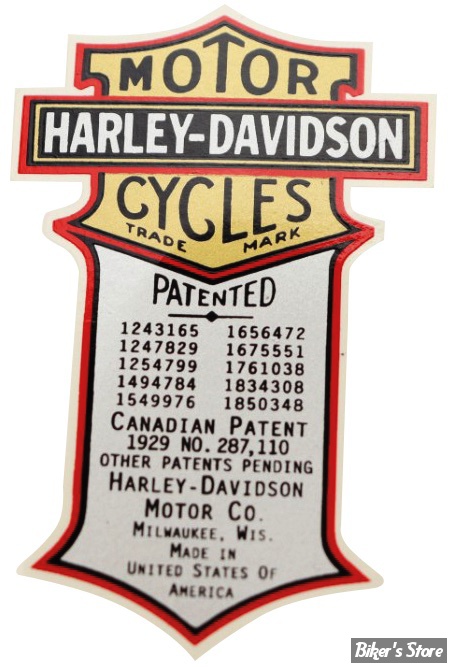 MOTOR
HARLEY-DAVIDSON
CYCLES
TRADE MARK
PATENTED
1243165 1656472
1247829 1675551
1254799 1761038
1494784 1834308
1549976 1850348
CANADIAN PATENT
1929 NO. 287,110
OTHER PATENTS PENDING
HARLEY-DAVIDSON
MOTOR CO.
MILWAUKEE, WIS.
MADE IN
UNITED STATES OF
AMERICA
Biker's Store